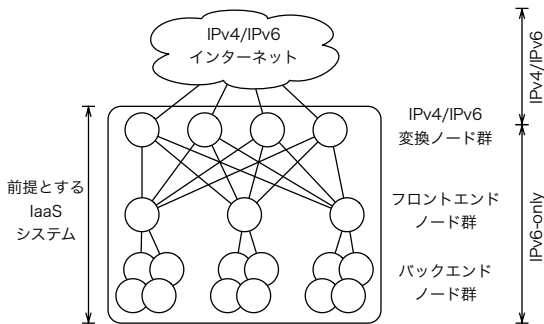 IPv4/IPv6
インターネット
IPv4/IPv6
IPv4/IPv6
変換ノード群
前提とする
IaaS
システム
フロントエンド
ノード群
IPv6-only
バックエンド
ノード群